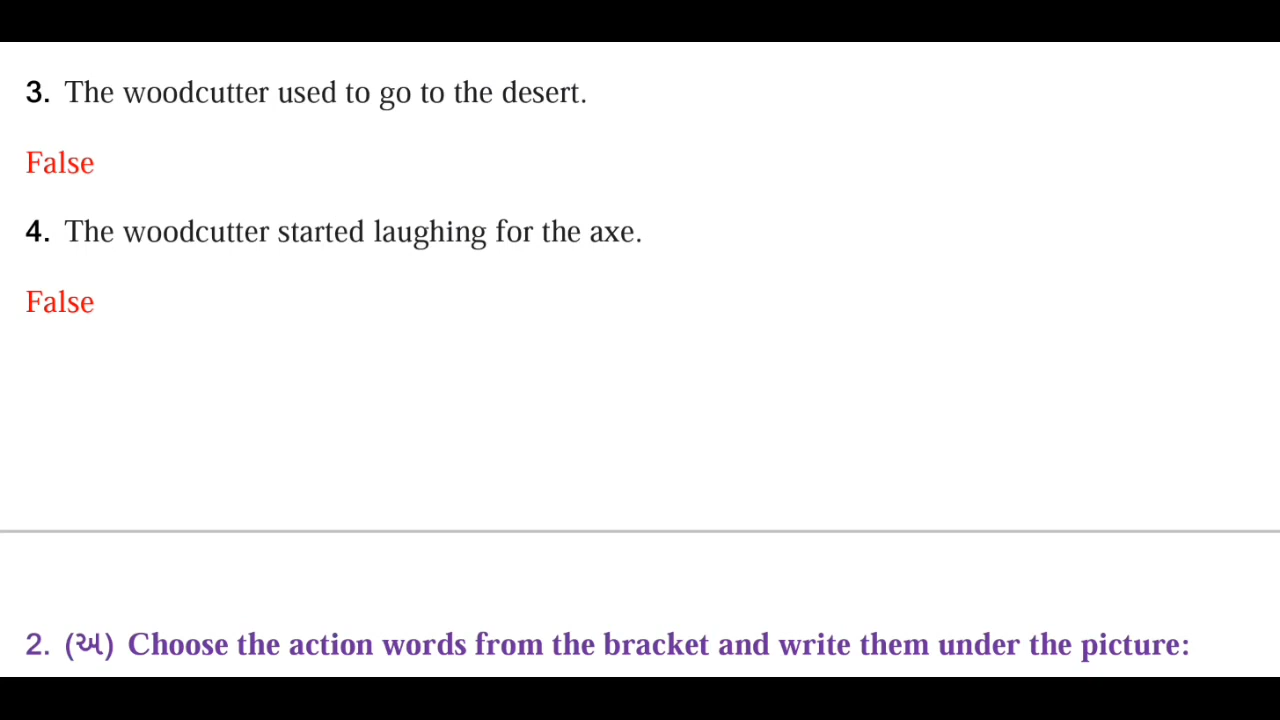 3. The woodcutter used to go to the desert.
False
4. The woodcutter started laughing for the axe.
False
2. (અ) Choose the action words from the bracket and write them under the picture: